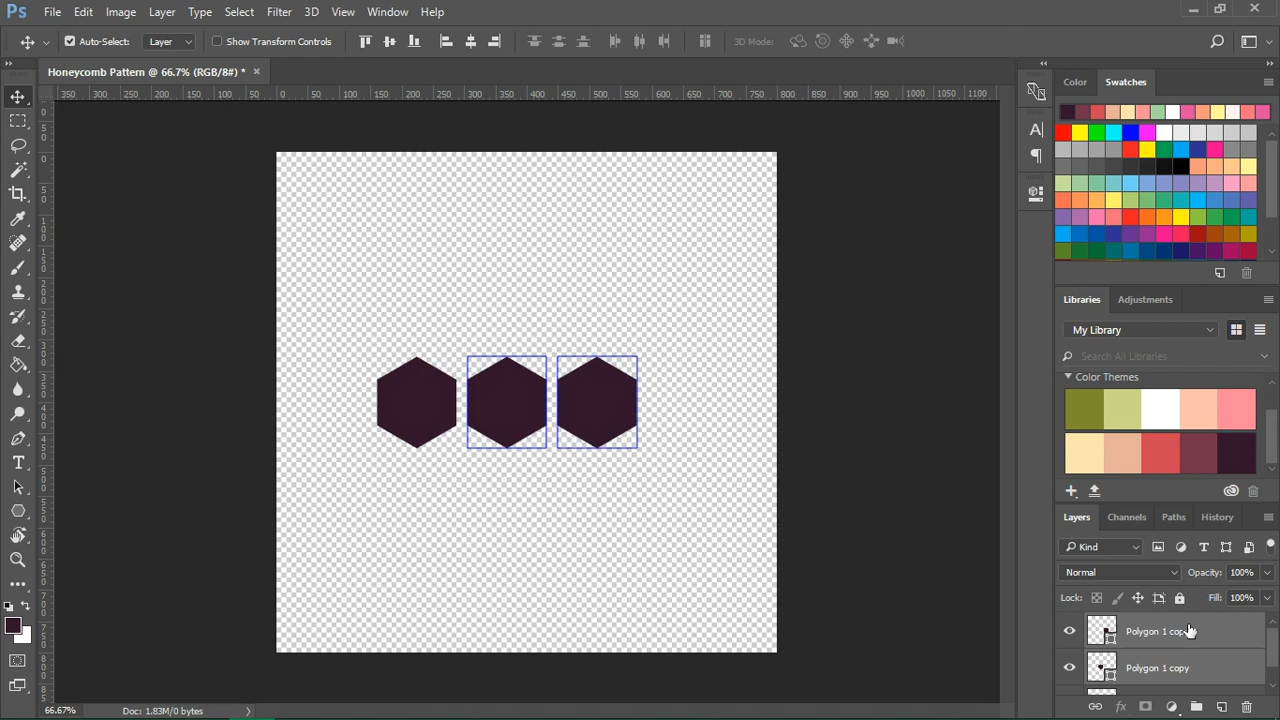 Ps File Edit Image Layer Type Select Filter 3D View Window Help
Auto-Select: Layer Show Transform Controls 3D Mode:
Honeycomb Pattern @ 66.7% (RGB/8#) *
350 300 250 200 150 100 50 0 50 100 150 200 250 300 350 400 450 500 550 600 650 700 750 800 850 900 950 1000 1050 1100
Color Swatches
Libraries Adjustments
My Library
Search All Libraries
Color Themes
Layers Channels Paths History
Kind
Normal Opacity: 100%
Lock: Fill: 100%
Polygon 1 cop
Polygon 1 copy
66.67% Doc: 1.83M/0 bytes